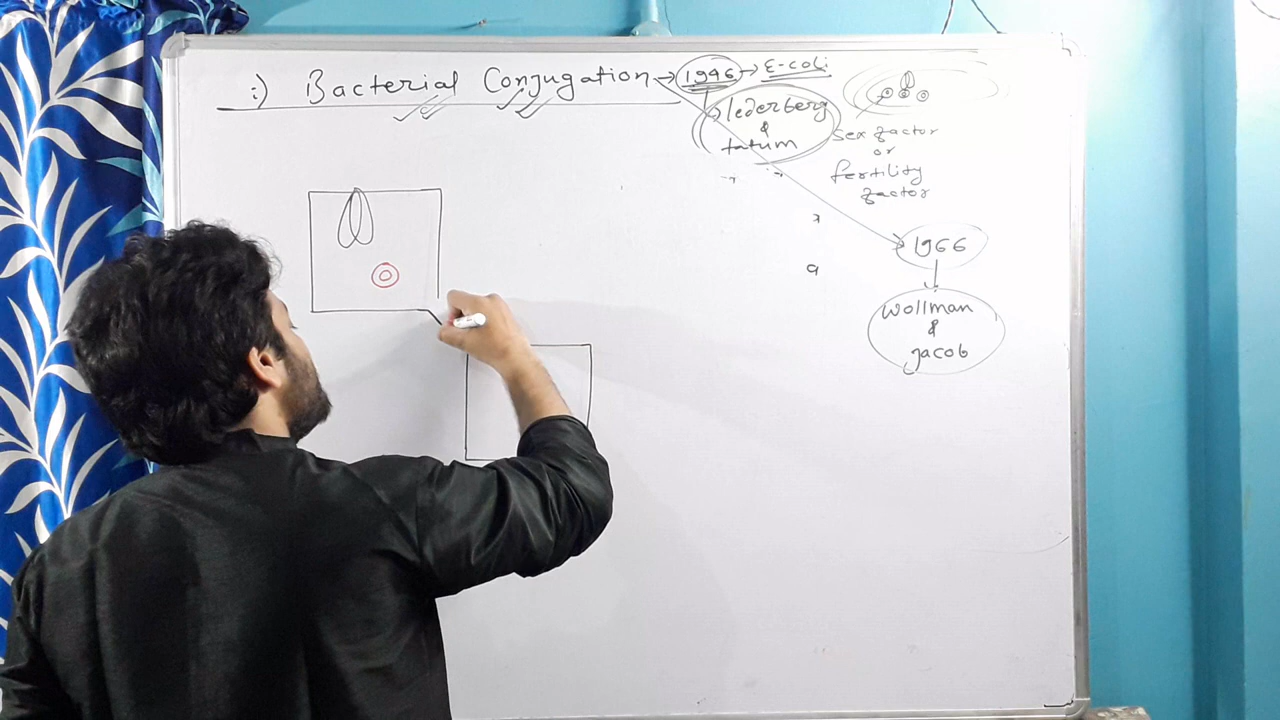 :) Bacterial Conjugation → 1946 → E-coli
lederberg
&
tatum
Sex factor
or
fertility
factor
1966
Wollman
&
Jacob